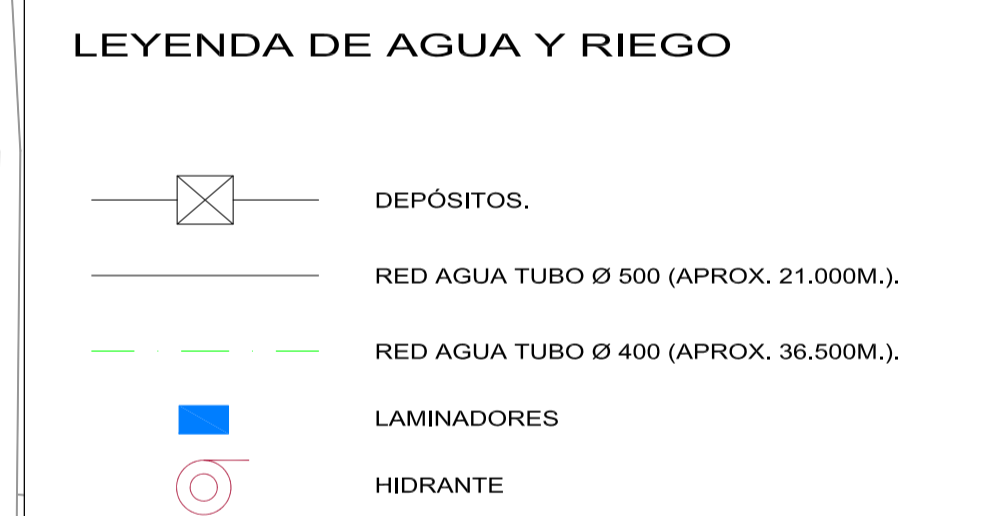 LEYENDA DE AGUA Y RIEGO
DEPÓSITOS.
RED AGUA TUBO Ø 500 (APROX. 21.000M.).
RED AGUA TUBO Ø 400 (APROX. 36.500M.).
LAMINADORES
HIDRANTE